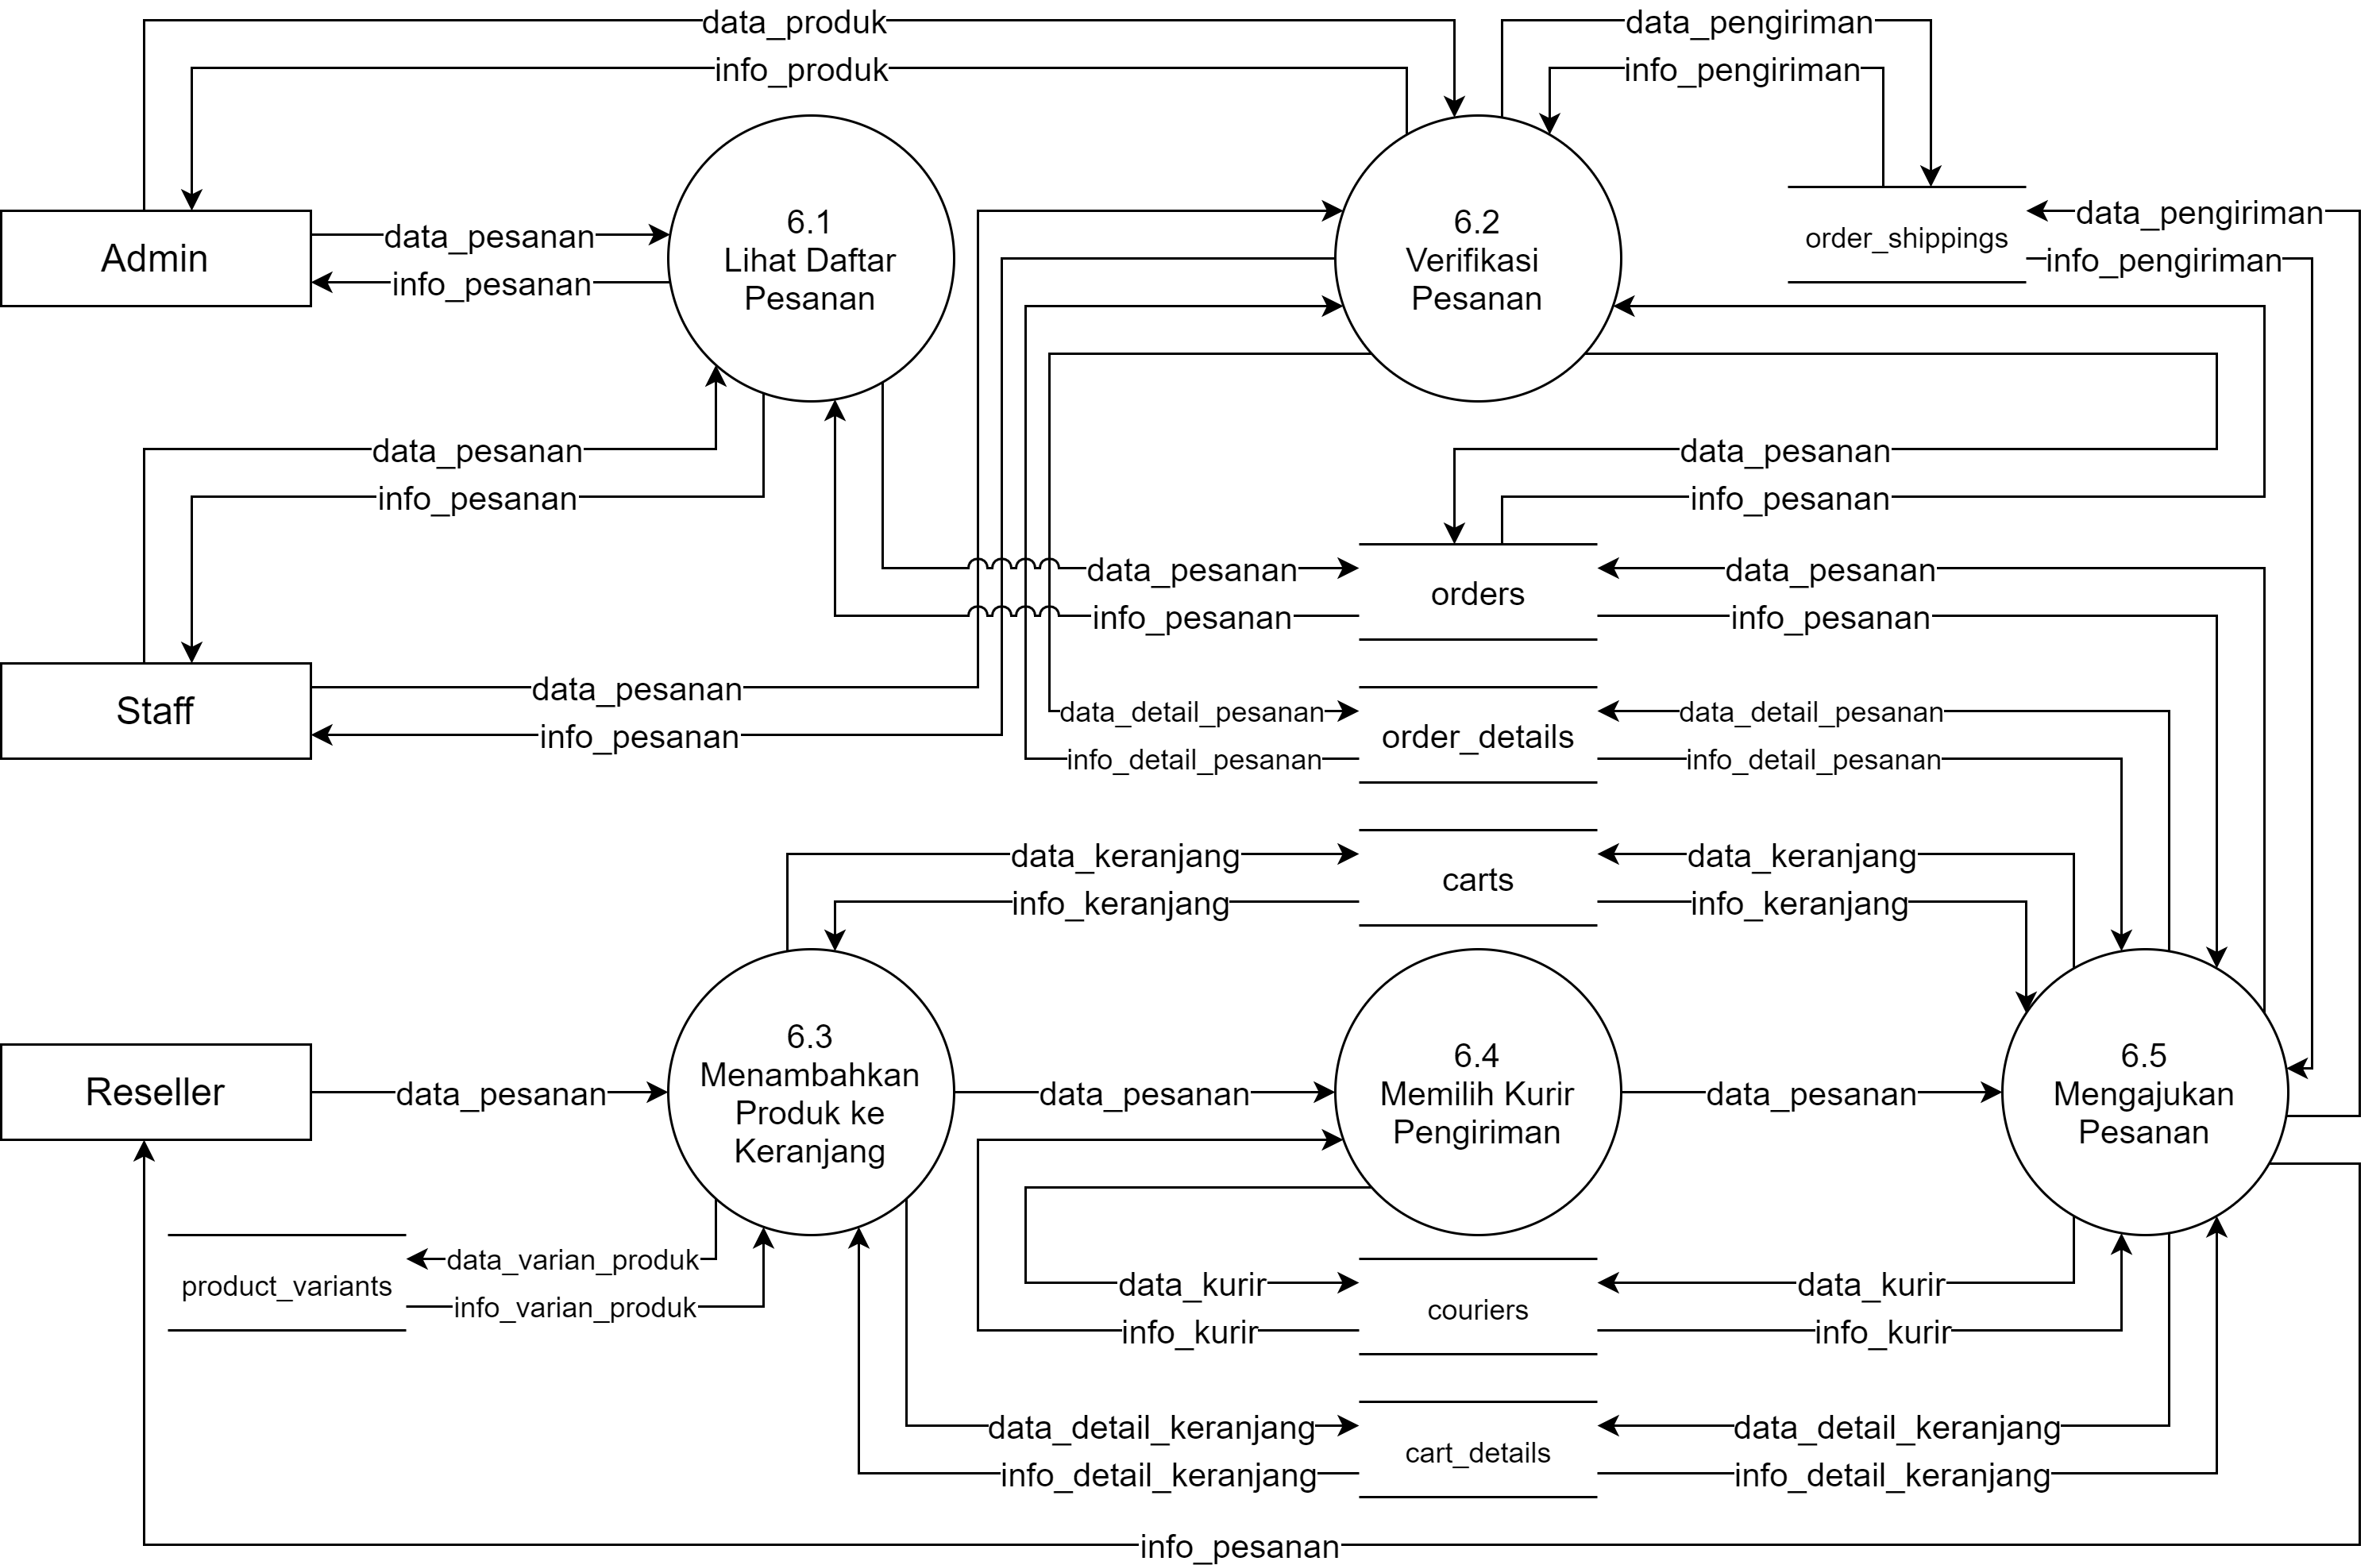 data_produk
data_pengiriman
info_produk
info_pengiriman
Admin
data_pesanan
info_pesanan
6.1
Lihat Daftar
Pesanan
6.2
Verifikasi
Pesanan
order_shippings
data_pengiriman
info_pengiriman
data_pesanan
info_pesanan
data_pesanan
info_pesanan
data_pesanan
info_pesanan
orders
data_pesanan
info_pesanan
Staff
data_pesanan
info_pesanan
data_detail_pesanan
info_detail_pesanan
order_details
data_detail_pesanan
info_detail_pesanan
data_keranjang
info_keranjang
carts
data_keranjang
info_keranjang
Reseller
data_pesanan
6.3
Menambahkan
Produk ke
Keranjang
data_pesanan
6.4
Memilih Kurir
Pengiriman
data_pesanan
6.5
Mengajukan
Pesanan
product_variants
data_varian_produk
info_varian_produk
data_kurir
info_kurir
couriers
data_kurir
info_kurir
data_detail_keranjang
info_detail_keranjang
cart_details
data_detail_keranjang
info_detail_keranjang
info_pesanan